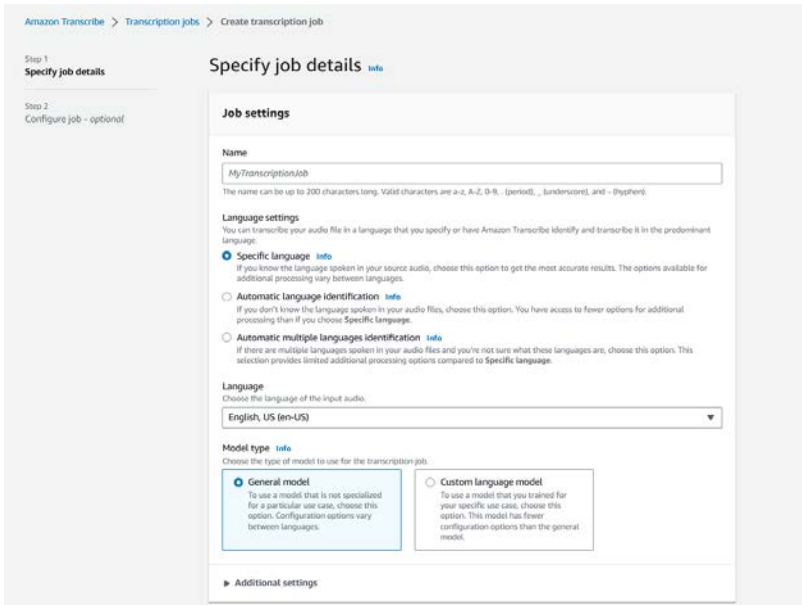 Amazon Transcribe > Transcription jobs > Create transcription job
Step 1
Specify job details
Step 2
Configure job - optional
Specify job details Info
Job settings
Name
MyTranscriptionJob
The name can be up to 200 characters long. Valid characters are a-z, A-Z, 0-9, . (period), _ (underscore), and - (hyphen).
Language settings
You can transcribe your audio file in a language that you specify or have Amazon Transcribe identify and transcribe it in the predominant
language.
Specific language Info
If you know the language spoken in your source audio, choose this option to get the most accurate results. The options available for
additional processing vary between languages.
Automatic language identification Info
If you don't know the language spoken in your audio files, choose this option. You have access to fewer options for additional
processing than if you choose Specific language.
Automatic multiple languages identification Info
If there are multiple languages spoken in your audio files and you're not sure what these languages are, choose this option. This
selection provides limited additional processing options compared to Specific language.
Language
Choose the language of the input audio.
English, US (en-US)
Model type Info
Choose the type of model to use for the transcription job.
General model
To use a model that is not specialized
for a particular use case, choose this
option. Configuration options vary
between languages.
Custom language model
To use a model that you trained for
your specific use case, choose this
option. This model has fewer
configuration options than the general
model.
Additional settings